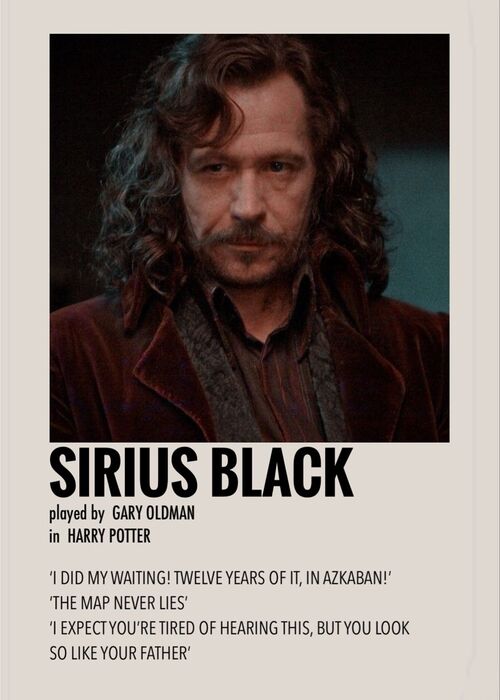 SIRIUS BLACK
played by GARY OLDMAN
in HARRY POTTER
'I DID MY WAITING! TWELVE YEARS OF IT, IN AZKABAN!'
'THE MAP NEVER LIES'
'I EXPECT YOU'RE TIRED OF HEARING THIS, BUT YOU LOOK
SO LIKE YOUR FATHER'